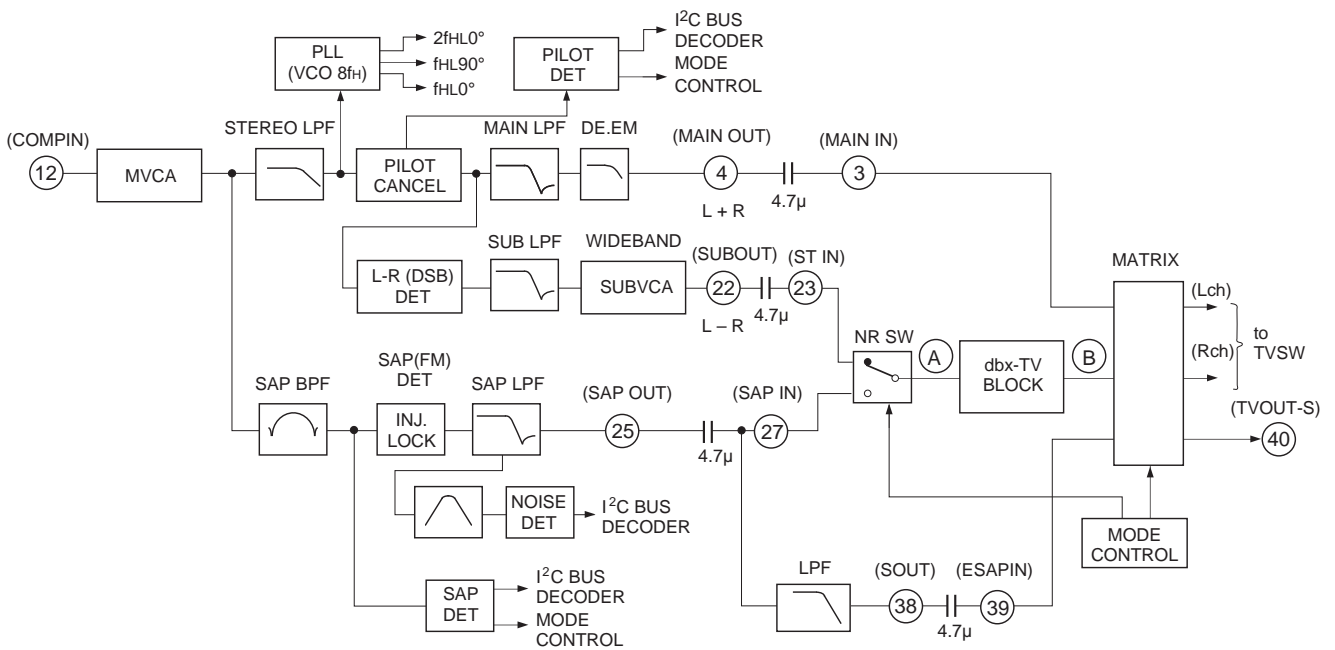 I²C BUS
DECODER
MODE
CONTROL
PLL
(VCO 8fH)
2fHL0°
fHL90°
fHL0°
PILOT
DET
(COMPIN)
STEREO LPF
MAIN LPF
DE.EM
(MAIN OUT)
(MAIN IN)
12
MVCA
PILOT
CANCEL
4
4.7µ
3
L + R
SUB LPF
WIDEBAND
(SUBOUT)
(ST IN)
MATRIX
L-R (DSB)
DET
SUBVCA
22
4.7µ
23
L – R
(Lch)
(Rch)
to
TVSW
NR SW
A
dbx-TV
BLOCK
B
SAP BPF
SAP(FM)
DET
SAP LPF
(SAP OUT)
(SAP IN)
(TVOUT-S)
INJ.
LOCK
25
4.7µ
27
40
NOISE
DET
I²C BUS
DECODER
MODE
CONTROL
SAP
DET
I²C BUS
DECODER
MODE
CONTROL
LPF
(SOUT)
(ESAPIN)
38
4.7µ
39